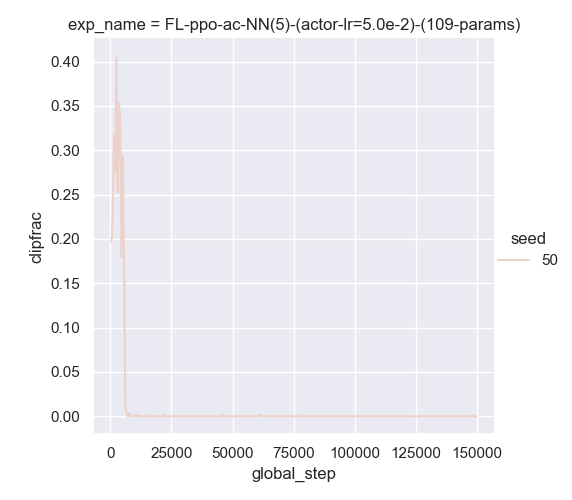 exp_name = FL-ppo-ac-NN(5)-(actor-lr=5.0e-2)-(109-params)
0.40
0.35
0.30
0.25
0.20
0.15
0.10
0.05
0.00
clipfrac
0 25000 50000 75000 100000 125000 150000
global_step
seed
50